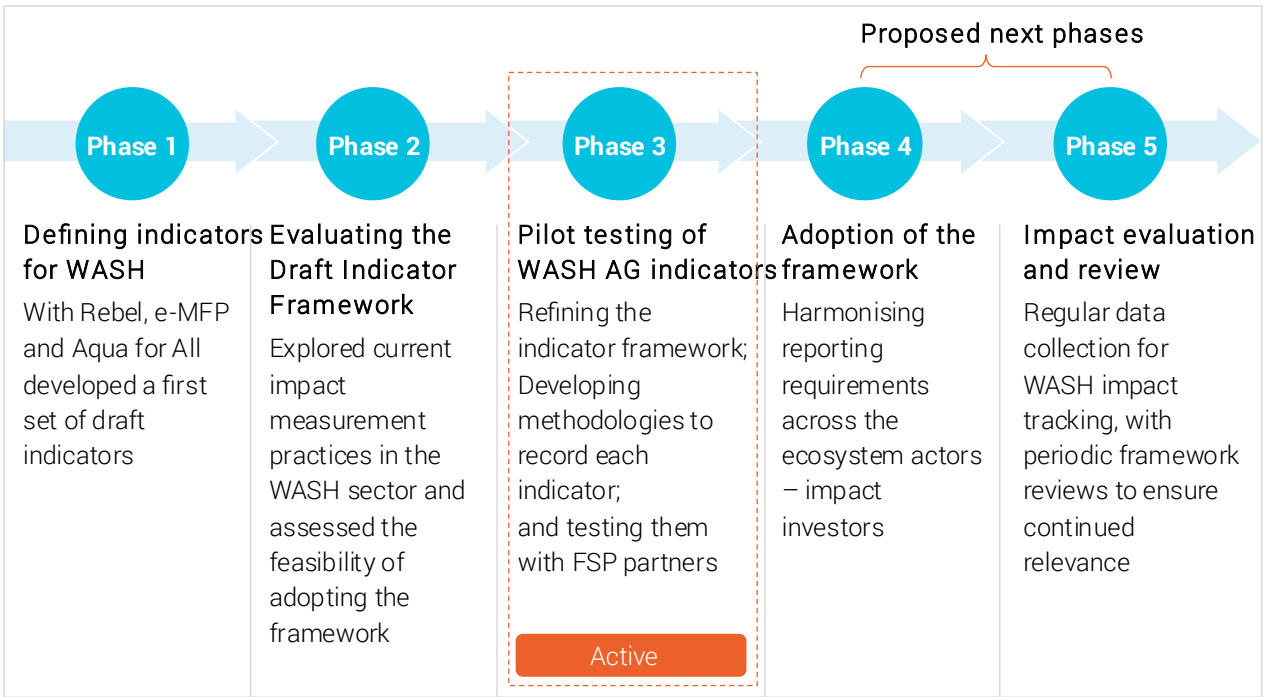 Proposed next phases
Phase 1
Phase 2
Phase 3
Phase 4
Phase 5
Defining indicators
for WASH
With Rebel, e-MFP
and Aqua for All
developed a first
set of draft
indicators
Evaluating the
Draft Indicator
Framework
Explored current
impact
measurement
practices in the
WASH sector and
assessed the
feasibility of
adopting the
framework
Pilot testing of
WASH AG indicators
Refining the
indicator framework;
Developing
methodologies to
record each
indicator;
and testing them
with FSP partners
Active
Adoption of the
framework
Harmonising
reporting
requirements
across the
ecosystem actors
– impact
investors
Impact evaluation
and review
Regular data
collection for
WASH impact
tracking, with
periodic framework
reviews to ensure
continued
relevance